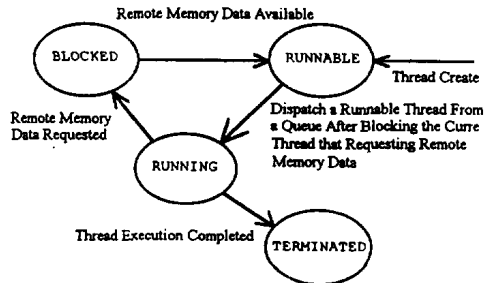 Remote Memory Data Available
BLOCKED
RUNNABLE
Thread Create
Remote Memory
Data Requested
Dispatch a Runnable Thread From
a Queue After Blocking the Curre
Thread that Requesting Remote
Memory Data
RUNNING
Thread Execution Completed
TERMINATED